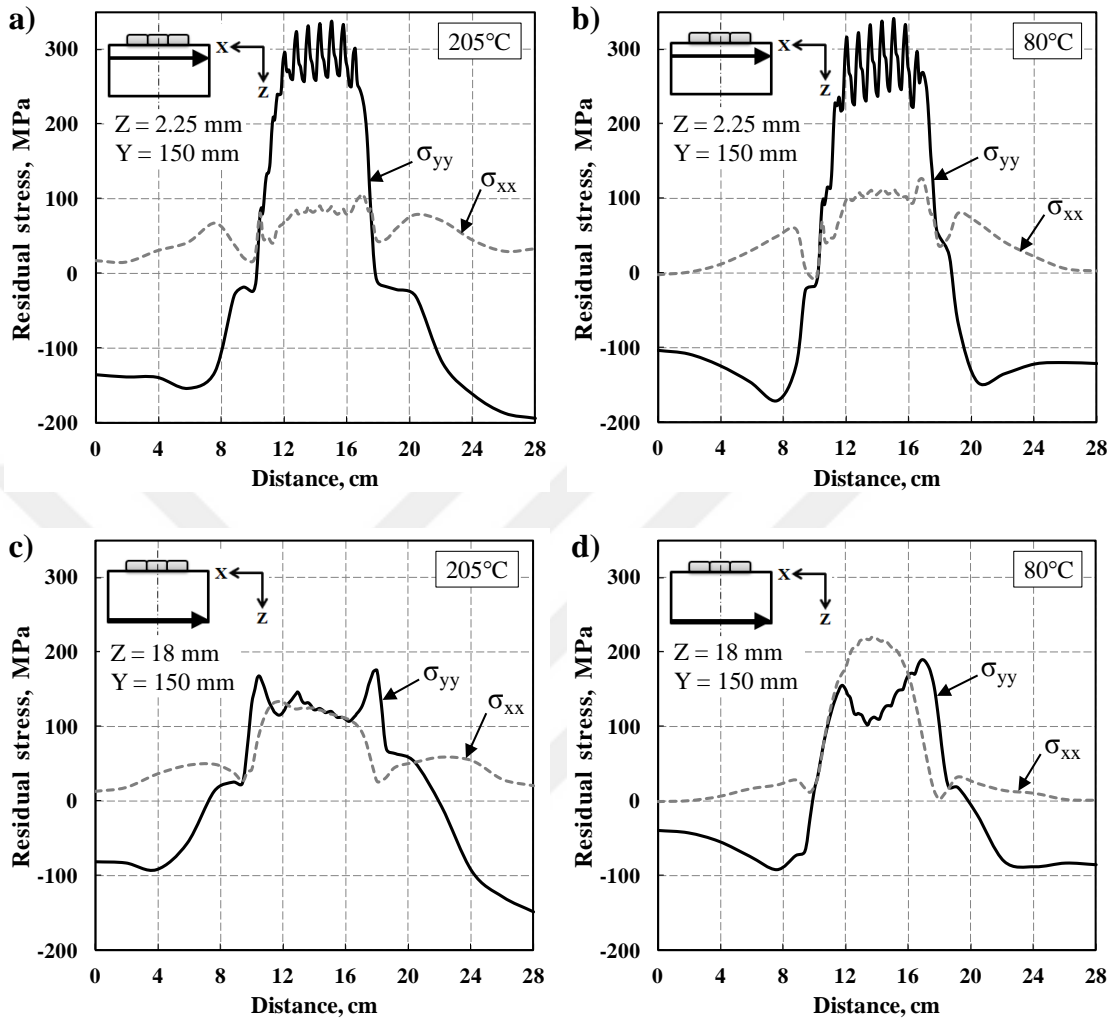 a)
205°C
X
Z
Z = 2.25 mm
Y = 150 mm
σyy
σxx
Residual stress, MPa
300
200
100
0
-100
-200
0 4 8 12 16 20 24 28
Distance, cm
b)
80°C
X
Z
Z = 2.25 mm
Y = 150 mm
σyy
σxx
Residual stress, MPa
300
200
100
0
-100
-200
0 4 8 12 16 20 24 28
Distance, cm
c)
205°C
X
Z
Z = 18 mm
Y = 150 mm
σyy
σxx
Residual stress, MPa
300
200
100
0
-100
-200
0 4 8 12 16 20 24 28
Distance, cm
d)
80°C
X
Z
Z = 18 mm
Y = 150 mm
σyy
σxx
Residual stress, MPa
300
200
100
0
-100
-200
0 4 8 12 16 20 24 28
Distance, cm